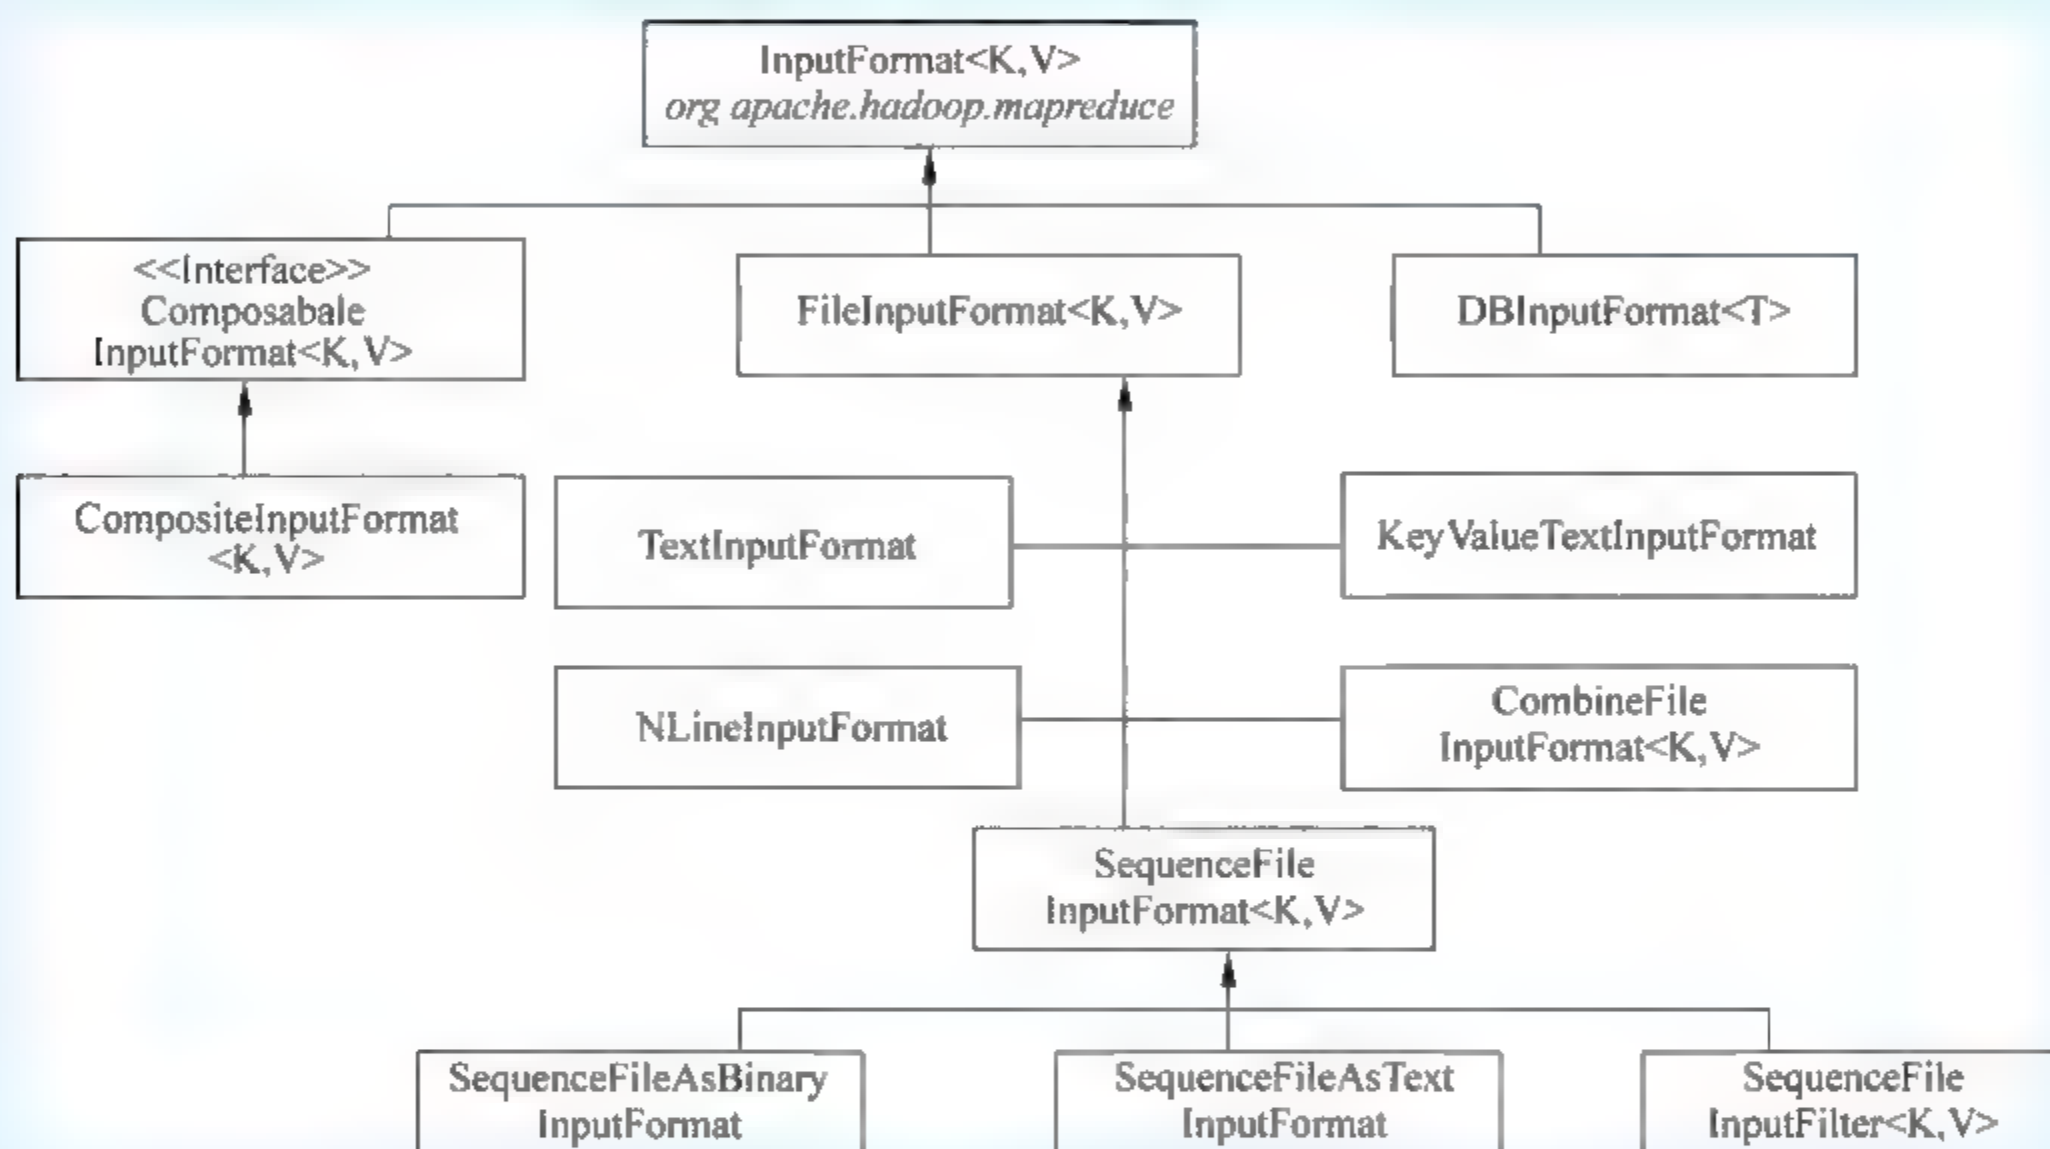 InputFormat<K,V>
org apache.hadoop.mapreduce
<<Interface>>
Composabale
InputFormat<K,V>
FileInputFormat<K,V>
DBInputFormat<T>
CompositeInputFormat
<K,V>
TextInputFormat
KeyValueTextInputFormat
NLineInputFormat
CombineFile
InputFormat<K,V>
SequenceFile
InputFormat<K,V>
SequenceFileAsBinary
InputFormat
SequenceFileAsText
InputFormat
SequenceFile
InputFilter<K,V>